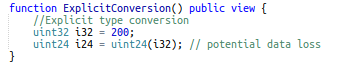 function ExplicitConversion() public view {
    //Explicit type conversion
    uint32 i32 = 200;
    uint24 i24 = uint24(i32); // potential data loss
}